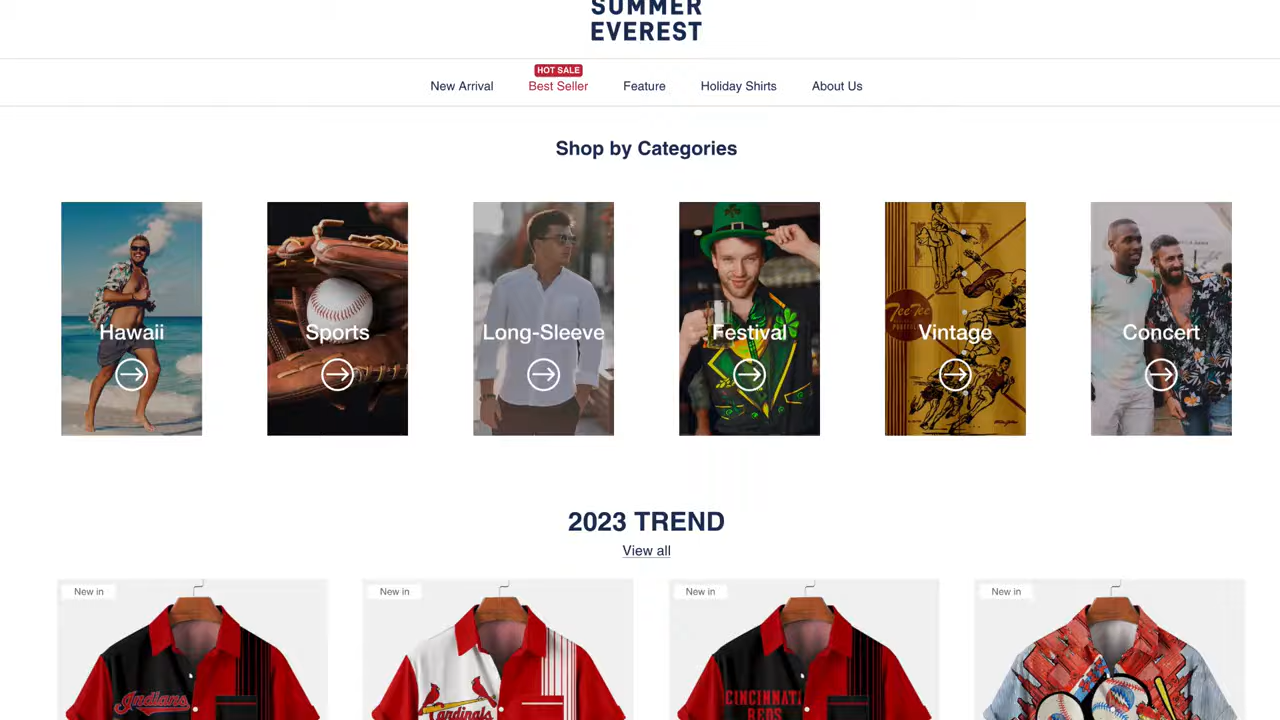 SUMMER
EVEREST
HOT SALE
New Arrival
Best Seller
Feature
Holiday Shirts
About Us
Shop by Categories
Hawaii
Sports
Long-Sleeve
Festival
Vintage
Concert
2023 TREND
View all
New in
New in
New in
New in
Indians
Cardinals
CINCINNATI
REDS